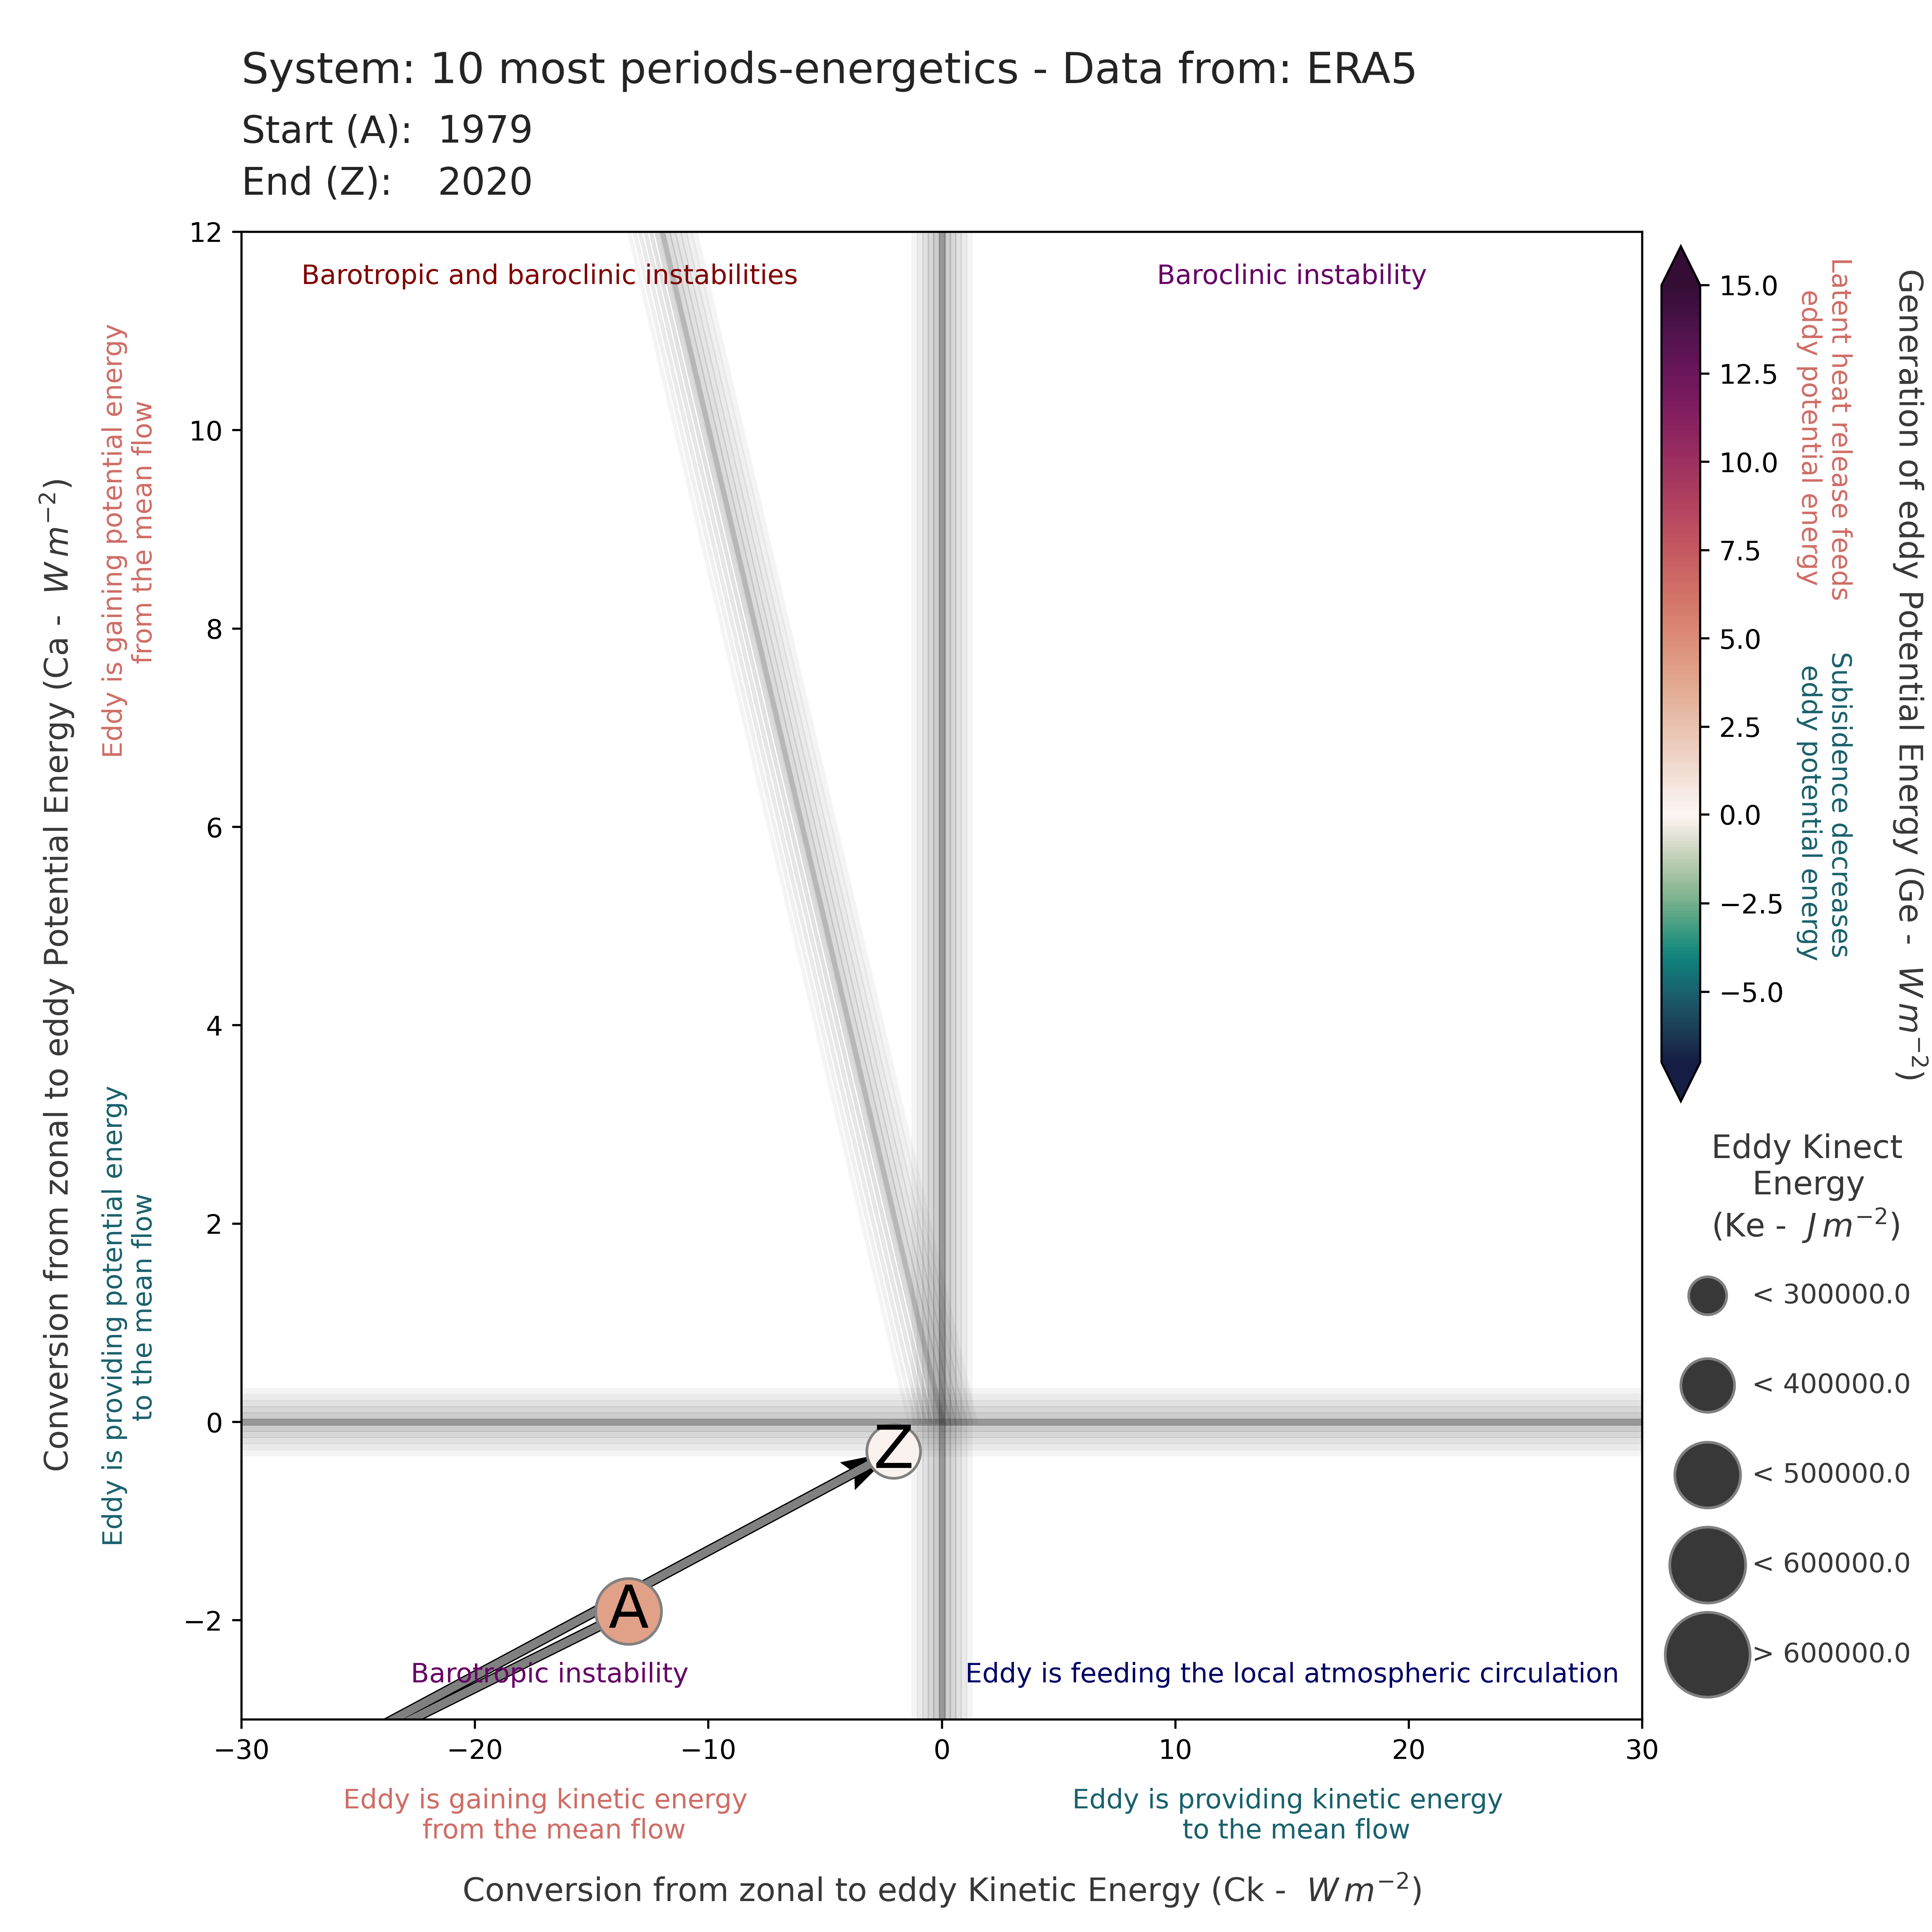 System: 10 most periods-energetics - Data from: ERA5
Start (A): 1979
End (Z): 2020
12
10
8
6
4
2
0
−2
−30
−20
−10
0
10
20
30
Barotropic and baroclinic instabilities
Baroclinic instability
Z
A
Barotropic instability
Eddy is feeding the local atmospheric circulation
Conversion from zonal to eddy Potential Energy (Ca - W m⁻²)
Eddy is gaining potential energy
from the mean flow
Eddy is providing potential energy
to the mean flow
Eddy is gaining kinetic energy
from the mean flow
Eddy is providing kinetic energy
to the mean flow
Conversion from zonal to eddy Kinetic Energy (Ck - W m⁻²)
15.0
12.5
10.0
7.5
5.0
2.5
0.0
−2.5
−5.0
Latent heat release feeds
eddy potential energy
Subisidence decreases
eddy potential energy
Generation of eddy Potential Energy (Ge - W m⁻²)
Eddy Kinect
Energy
(Ke - J m⁻²)
< 300000.0
< 400000.0
< 500000.0
< 600000.0
> 600000.0